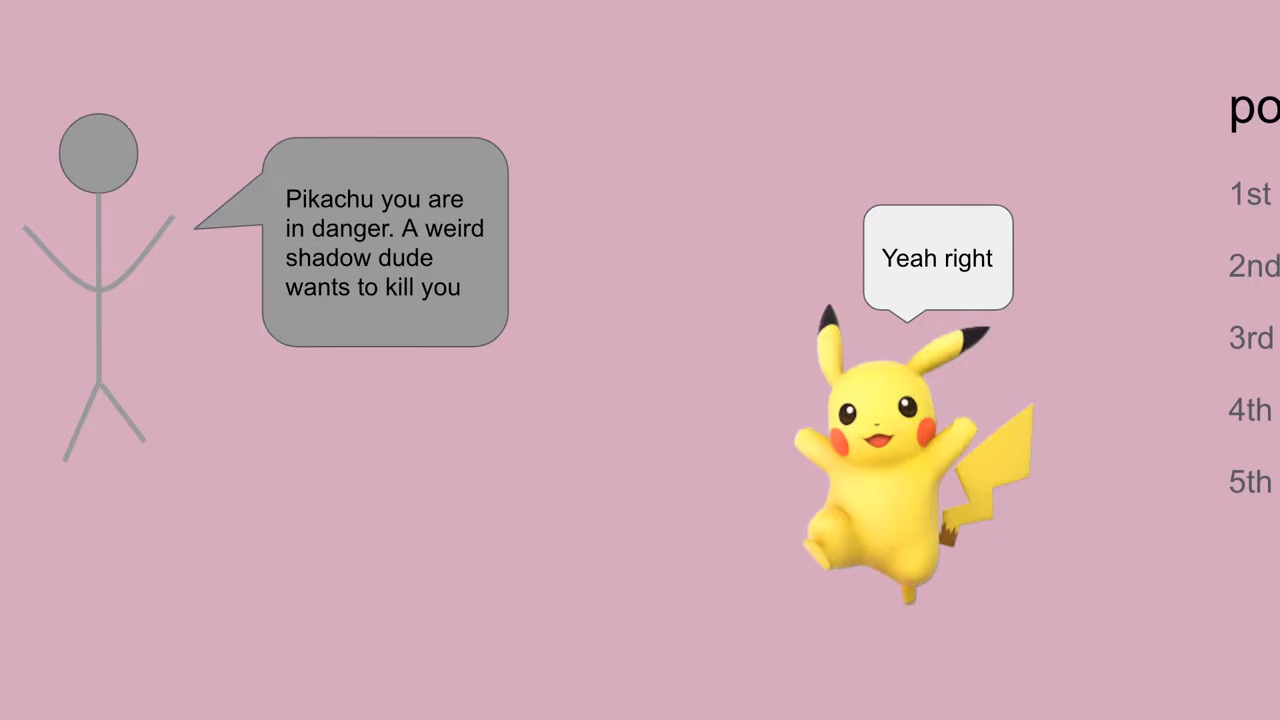 Pikachu you are
in danger. A weird
shadow dude
wants to kill you
Yeah right
po
1st
2nd
3rd
4th
5th